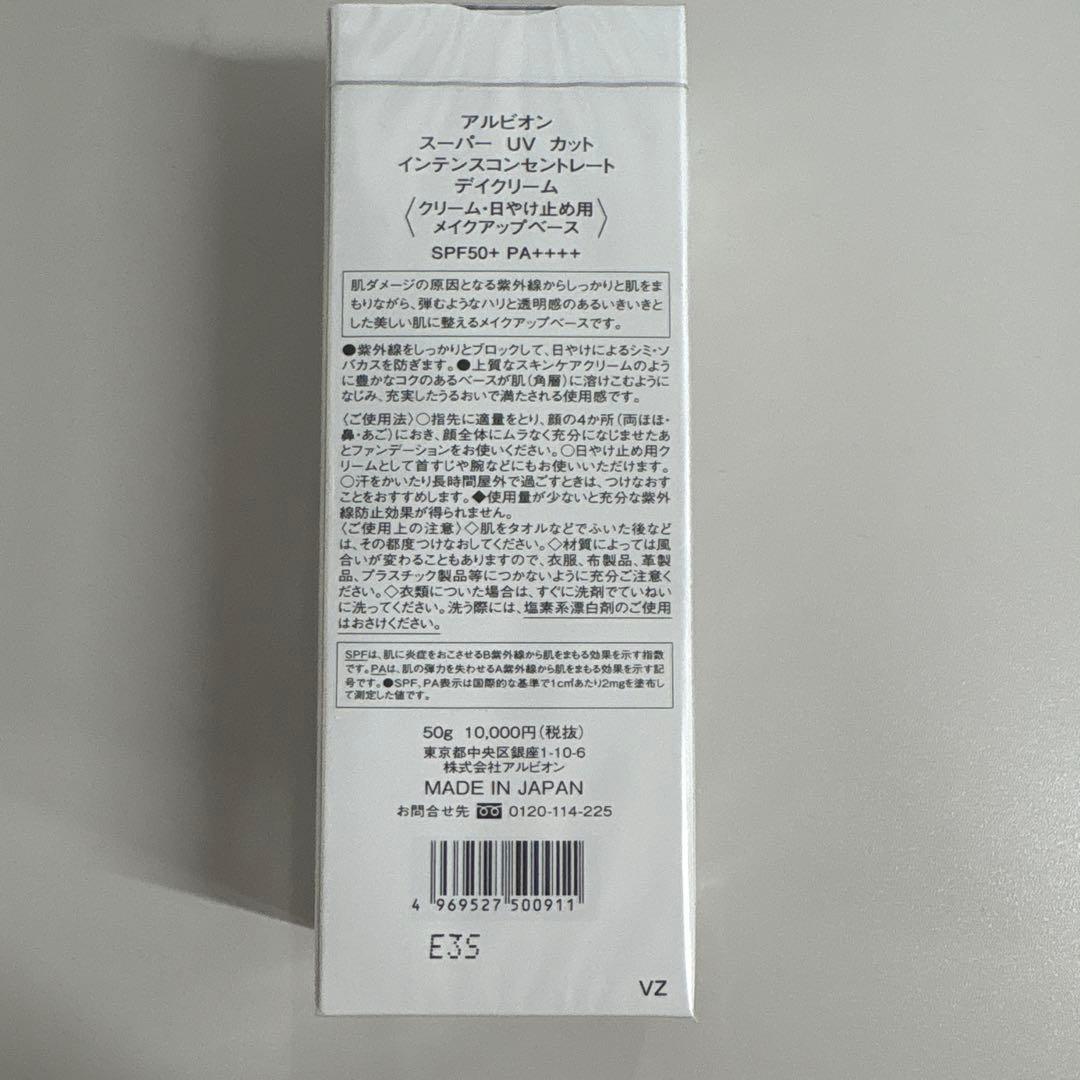 アルビオン
スーパー UV カット
インテンスコンセントレート
デイクリーム
〈クリーム・日やけ止め用
メイクアップベース〉
SPF50+ PA++++
肌ダメージの原因となる紫外線からしっかりと肌をま
もりながら、弾むようなハリと透明感のあるいきいきと
した美しい肌に整えるメイクアップベースです。
●紫外線をしっかりとブロックして、日やけによるシミ・ソ
バカスを防ぎます。●上質なスキンケアクリームのよう
に豊かなコクのあるベースが肌(角層)に溶けこむように
なじみ、充実したうるおいで満たされる使用感です。
〈ご使用法〉○指先に適量をとり、顔の4か所(両ほほ・
鼻・あご)におき、顔全体にムラなく充分になじませたあ
とファンデーションをお使いください。○日やけ止め用ク
リームとして首すじや腕などにもお使いいただけます。
○汗をかいたり長時間屋外で過ごすときは、つけなおす
ことをおすすめします。◆使用量が少ないと充分な紫外
線防止効果が得られません。
〈ご使用上の注意〉◇肌をタオルなどでふいた後など
は、その都度つけなおしてください。◇材質によっては風
合いが変わることもありますので、衣服、布製品、革製
品、プラスチック製品等につかないように充分ご注意く
ださい。◇衣類についた場合は、すぐに洗剤でていねい
に洗ってください。洗う際には、塩素系漂白剤のご使用
はおさけください。
SPFは、肌に炎症をおこさせるB紫外線から肌をまもる効果を示す指数
です。PAは、肌の弾力を失わせるA紫外線から肌をまもる効果を示す記
号です。●SPF、PA表示は国際的な基準で1c㎡あたり2mgを塗布し
て測定した値です。
50g 10,000円(税抜)
東京都中央区銀座1-10-6
株式会社アルビオン
MADE IN JAPAN
お問合せ先 0120-114-225
4 969527 500911
E35
VZ